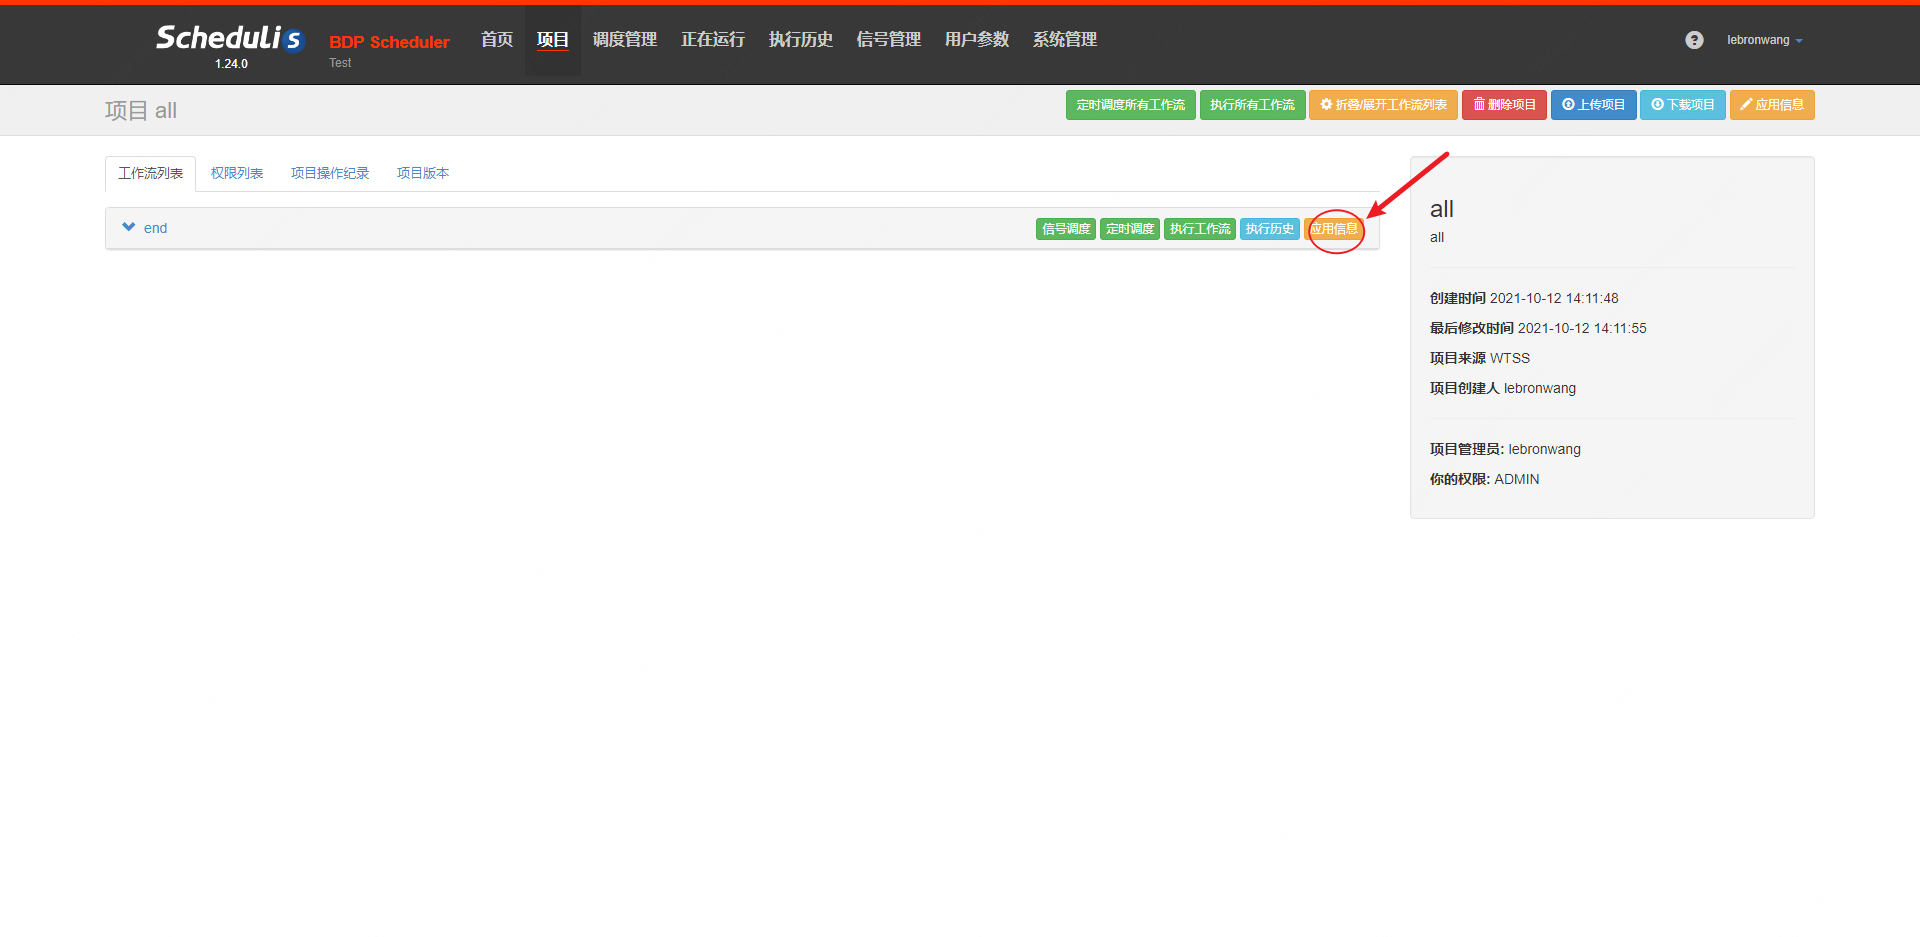 Schedulis
1.24.0
BDP Scheduler
Test
首页 项目 调度管理 正在运行 执行历史 信号管理 用户参数 系统管理
? lebronwang
项目 all
定时调度所有工作流 执行所有工作流 折叠/展开工作流列表 删除项目 上传项目 下载项目 应用信息
工作流列表 权限列表 项目操作纪录 项目版本
end
信号调度 定时调度 执行工作流 执行历史 应用信息
all
all
创建时间 2021-10-12 14:11:48
最后修改时间 2021-10-12 14:11:55
项目来源 WTSS
项目创建人 lebronwang
项目管理员: lebronwang
你的权限: ADMIN